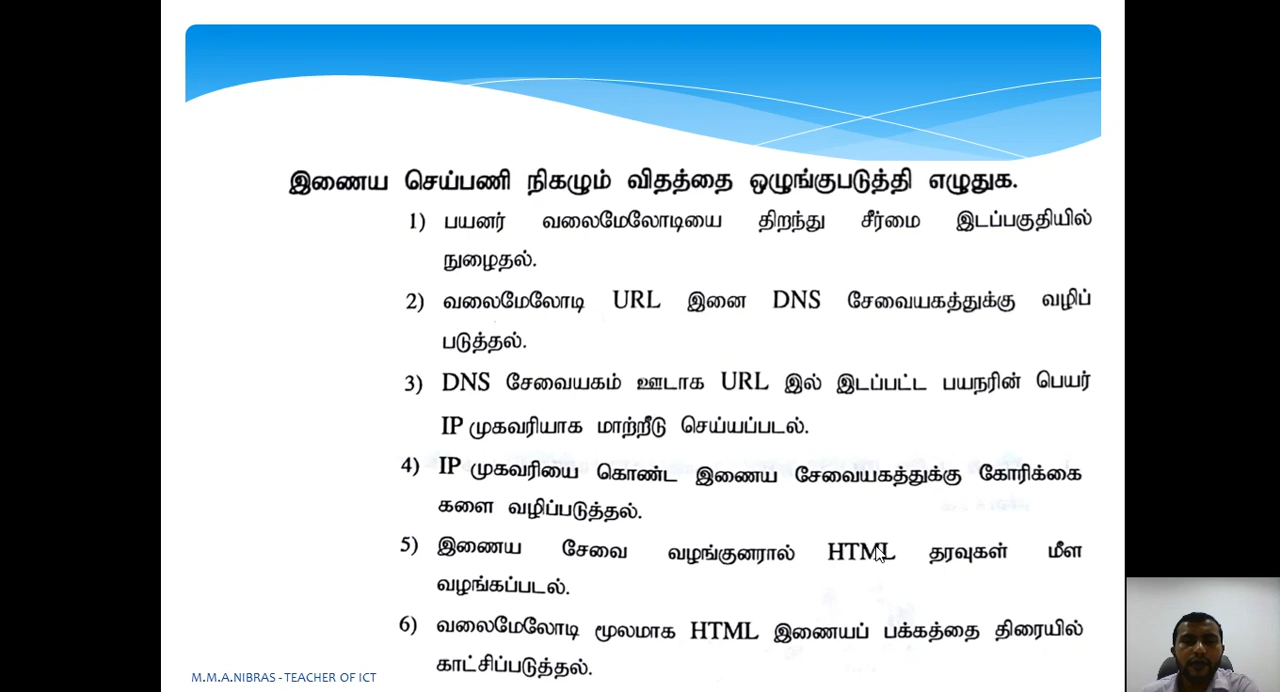 இணைய செய்பணி நிகழும் விதத்தை ஒழுங்குபடுத்தி எழுதுக.
1) பயனர் வலைமேலோடியை திறந்து சீர்மை இடப்பகுதியில்
நுழைதல்.
2) வலைமேலோடி URL இனை DNS சேவையகத்துக்கு வழிப்
படுத்தல்.
3) DNS சேவையகம் ஊடாக URL இல் இடப்பட்ட பயநரின் பெயர்
IP முகவரியாக மாற்றீடு செய்யப்படல்.
4) IP முகவரியை கொண்ட இணைய சேவையகத்துக்கு கோரிக்கை
களை வழிப்படுத்தல்.
5) இணைய சேவை வழங்குனரால் HTML தரவுகள் மீள
வழங்கப்படல்.
6) வலைமேலோடி மூலமாக HTML இணையப் பக்கத்தை திரையில்
காட்சிப்படுத்தல்.
M.M.A.NIBRAS - TEACHER OF ICT